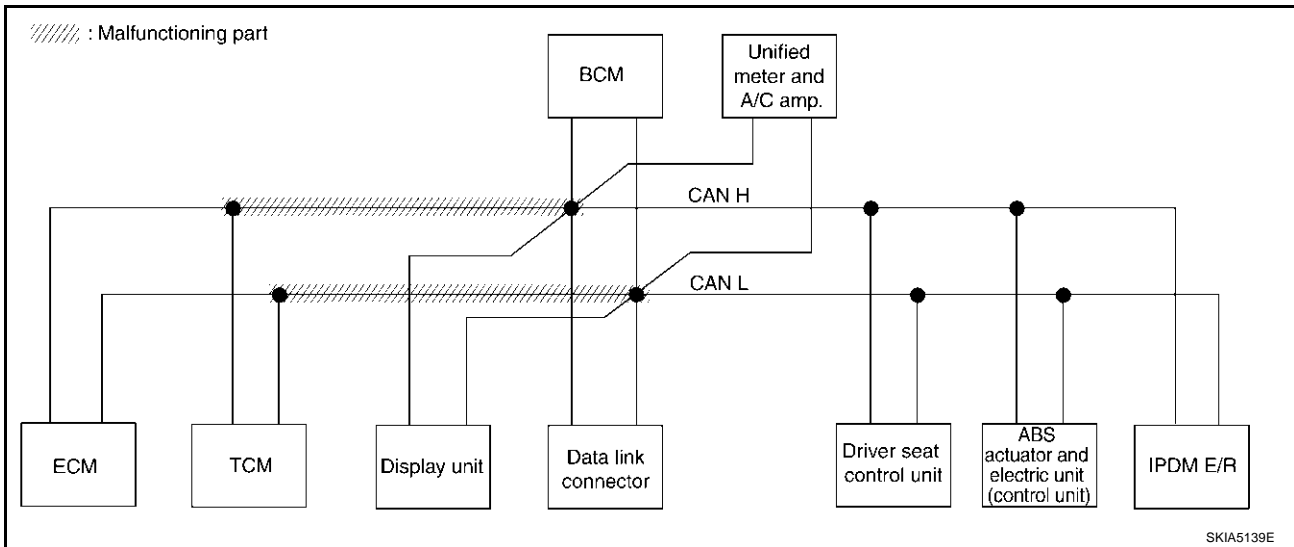 : Malfunctioning part
BCM
Unified
meter and
A/C amp.
CAN H
CAN L
ECM
TCM
Display unit
Data link
connector
Driver seat
control unit
ABS
actuator and
electric unit
(control unit)
IPDM E/R
SKIA5139E